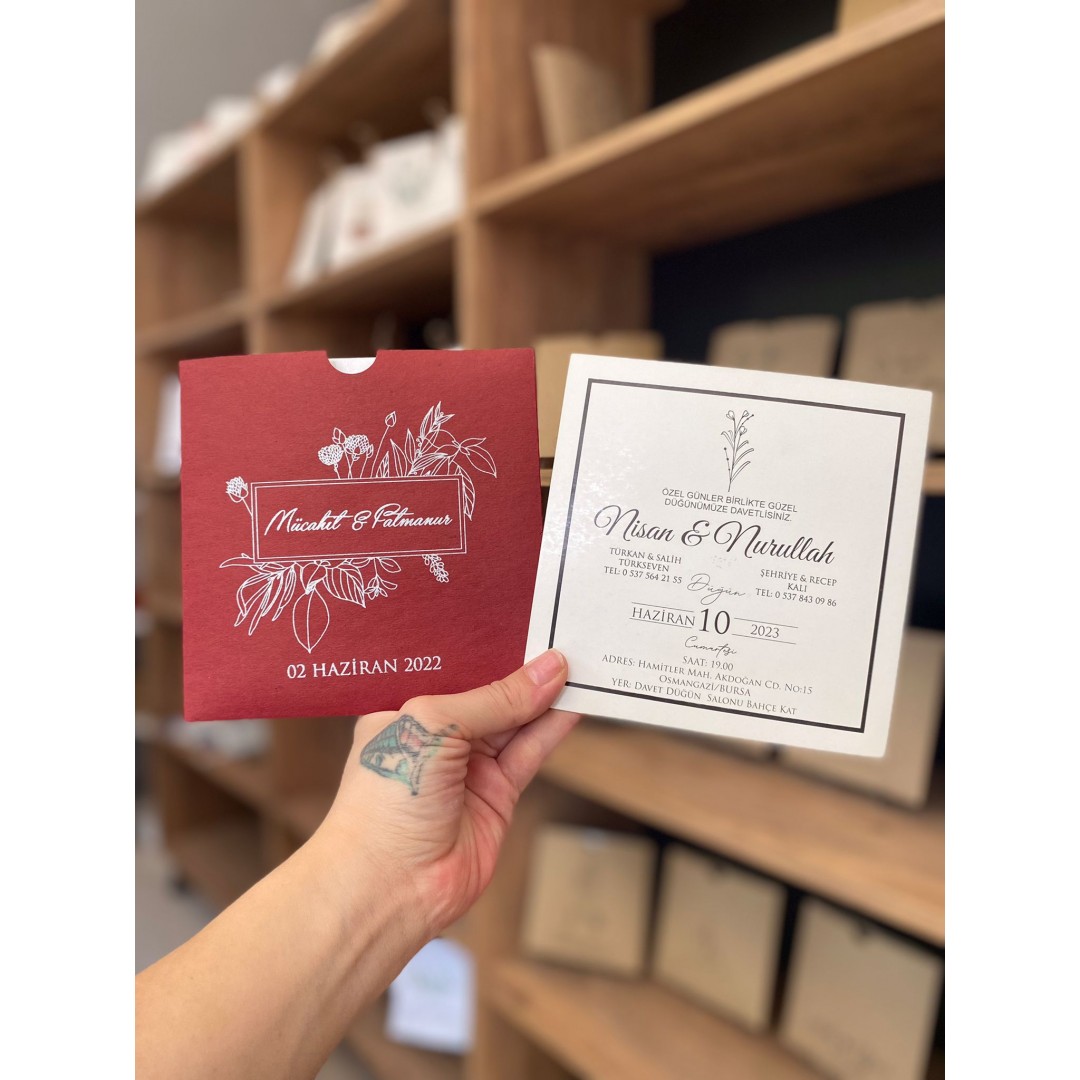 Mücahit & Fatmanur
02 HAZİRAN 2022
ÖZEL GÜNLER BİRLİKTE GÜZEL
DÜĞÜNÜMÜZE DAVETLİSİNİZ.
Nisan & Nurullah
TÜRKAN & SALİH
TÜRKSEVEN
TEL: 0 537 564 21 55
Düğün
ŞEHRİYE & RECEP
KALI
TEL: 0 537 843 09 86
HAZİRAN 10 2023
Cumartesi
SAAT: 19.00
ADRES: HAMİTLER MAH. AKDOĞAN CD. NO:15
OSMANGAZİ/BURSA
YER: DAVET DÜĞÜN SALONU BAHÇE KAT